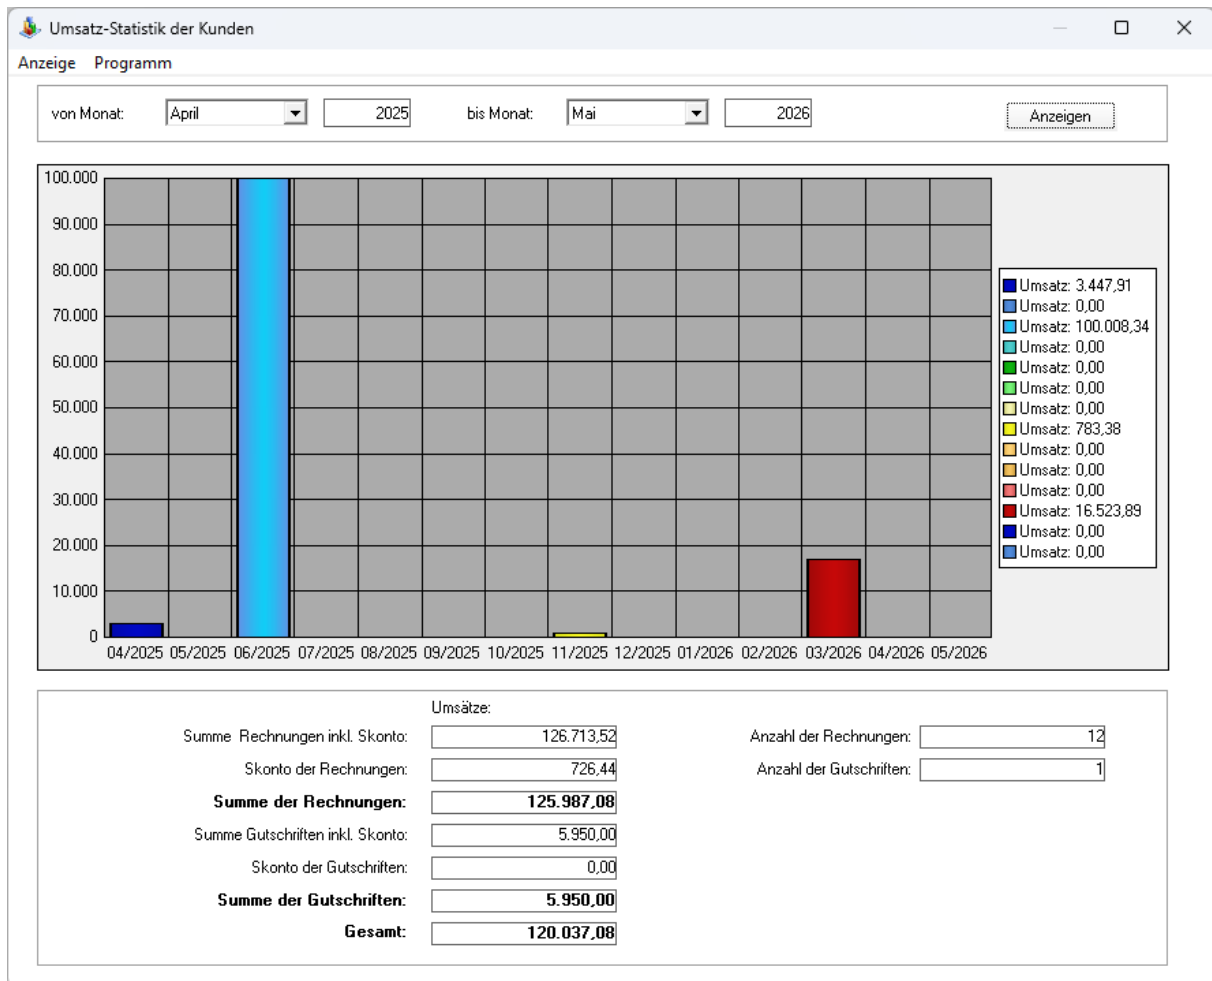 Umsatz-Statistik der Kunden
Anzeige Programm
von Monat: April 2025 bis Monat: Mai 2026 Anzeigen
100.000
90.000
80.000
70.000
60.000
50.000
40.000
30.000
20.000
10.000
0
04/2025 05/2025 06/2025 07/2025 08/2025 09/2025 10/2025 11/2025 12/2025 01/2026 02/2026 03/2026 04/2026 05/2026
Umsatz: 3.447,91
Umsatz: 0,00
Umsatz: 100.008,34
Umsatz: 0,00
Umsatz: 0,00
Umsatz: 0,00
Umsatz: 0,00
Umsatz: 783,38
Umsatz: 0,00
Umsatz: 0,00
Umsatz: 0,00
Umsatz: 16.523,89
Umsatz: 0,00
Umsatz: 0,00
Umsätze:
Summe Rechnungen inkl. Skonto: 126.713,52 Anzahl der Rechnungen: 12
Skonto der Rechnungen: 726,44 Anzahl der Gutschriften: 1
Summe der Rechnungen: 125.987,08
Summe Gutschriften inkl. Skonto: 5.950,00
Skonto der Gutschriften: 0,00
Summe der Gutschriften: 5.950,00
Gesamt: 120.037,08